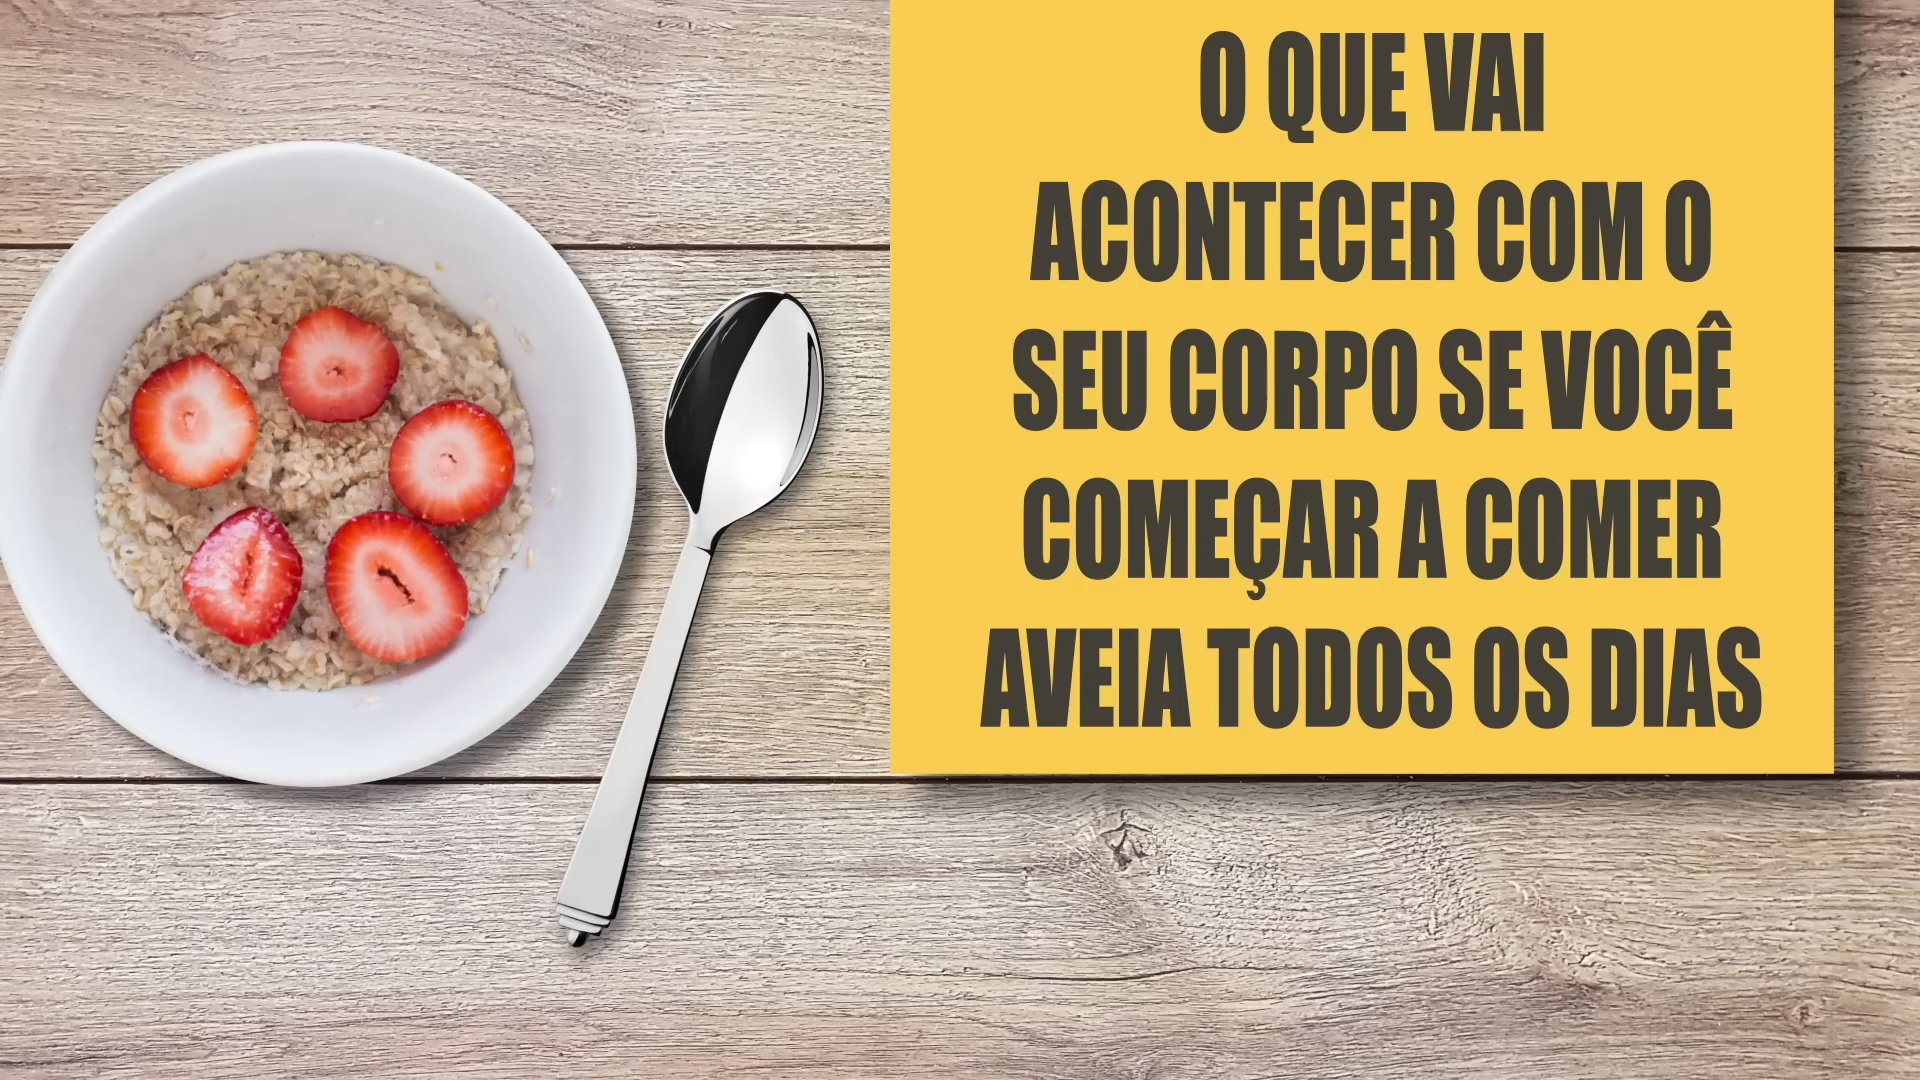 O QUE VAI
ACONTECER COM O
SEU CORPO SE VOCÊ
COMEÇAR A COMER
AVEIA TODOS OS DIAS